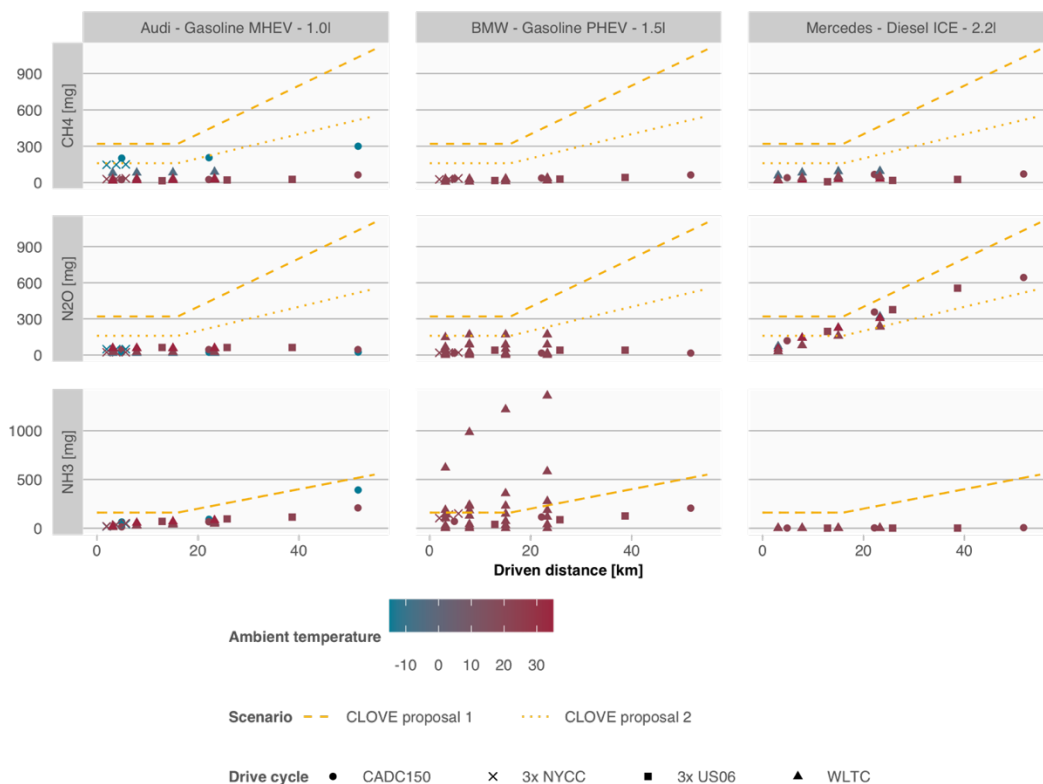 Audi - Gasoline MHEV - 1.0l
BMW - Gasoline PHEV - 1.5l
Mercedes - Diesel ICE - 2.2l
CH4 [mg]
900
600
300
0
N2O [mg]
900
600
300
0
NH3 [mg]
1000
500
0
0 20 40
0 20 40
0 20 40
Driven distance [km]
Ambient temperature
-10 0 10 20 30
Scenario CLOVE proposal 1 CLOVE proposal 2
Drive cycle CADC150 3x NYCC 3x US06 WLTC